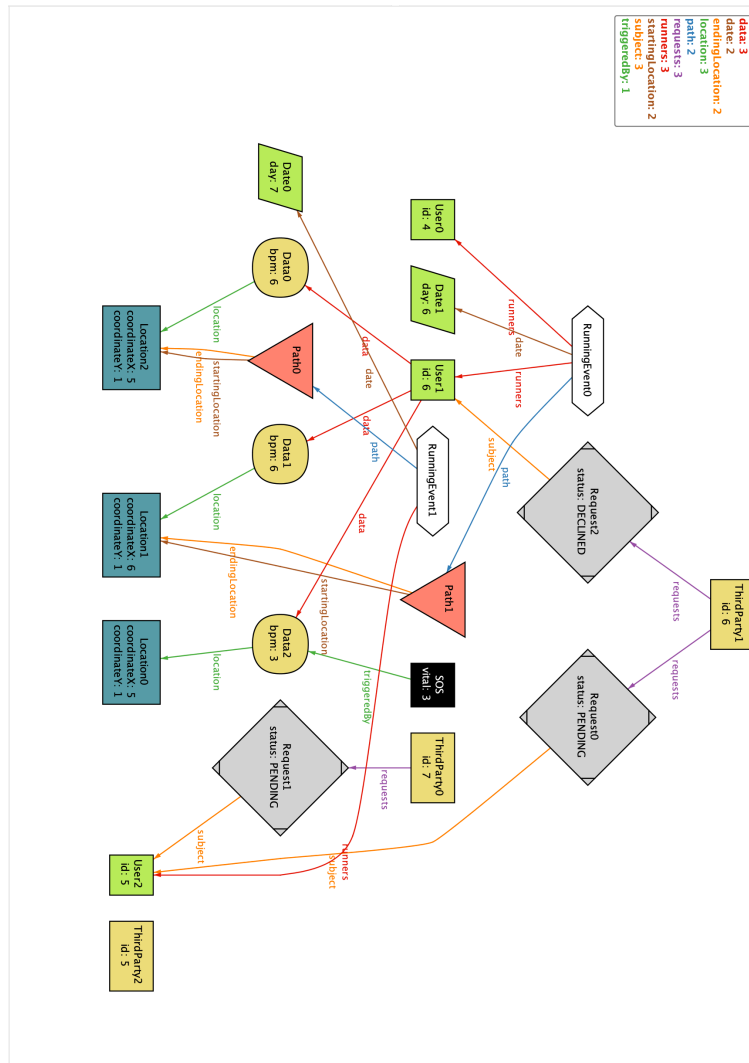 data: 3
date: 2
endingLocation: 2
location: 3
path: 2
requests: 3
runners: 3
startingLocation: 2
subject: 3
triggeredBy: 1
ThirdParty1
id: 6
requests
requests
RunningEvent0
Request2
status: DECLINED
Request0
status: PENDING
runners
date
runners
path
subject
User0
id: 4
Date1
day: 6
User1
id: 6
RunningEvent1
Path1
SOS
vital: 3
ThirdParty0
id: 7
data
date
data
path
data
triggeredBy
requests
runners
subject
Date0
day: 7
Data0
bpm: 6
Path0
Data1
bpm: 6
Data2
bpm: 3
Request1
status: PENDING
location
startingLocation
endingLocation
location
endingLocation
startingLocation
location
subject
Location2
coordinateX: 5
coordinateY: 1
Location1
coordinateX: 6
coordinateY: 1
Location0
coordinateX: 5
coordinateY: 1
User2
id: 5
ThirdParty2
id: 5